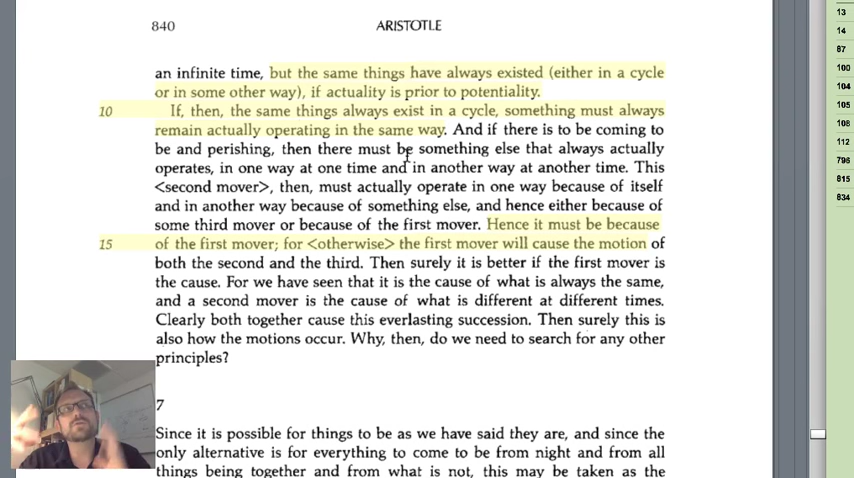 840
ARISTOTLE
an infinite time, but the same things have always existed (either in a cycle
or in some other way), if actuality is prior to potentiality.
10 If, then, the same things always exist in a cycle, something must always
remain actually operating in the same way. And if there is to be coming to
be and perishing, then there must be something else that always actually
operates, in one way at one time and in another way at another time. This
<second mover>, then, must actually operate in one way because of itself
and in another way because of something else, and hence either because of
some third mover or because of the first mover. Hence it must be because
15 of the first mover; for <otherwise> the first mover will cause the motion of
both the second and the third. Then surely it is better if the first mover is
the cause. For we have seen that it is the cause of what is always the same,
and a second mover is the cause of what is different at different times.
Clearly both together cause this everlasting succession. Then surely this is
also how the motions occur. Why, then, do we need to search for any other
principles?
7
Since it is possible for things to be as we have said they are, and since the
only alternative is for everything to come to be from night and from all
things being together and from what is not, this may be taken as the
13
14
67
100
104
105
108
112
796
815
834